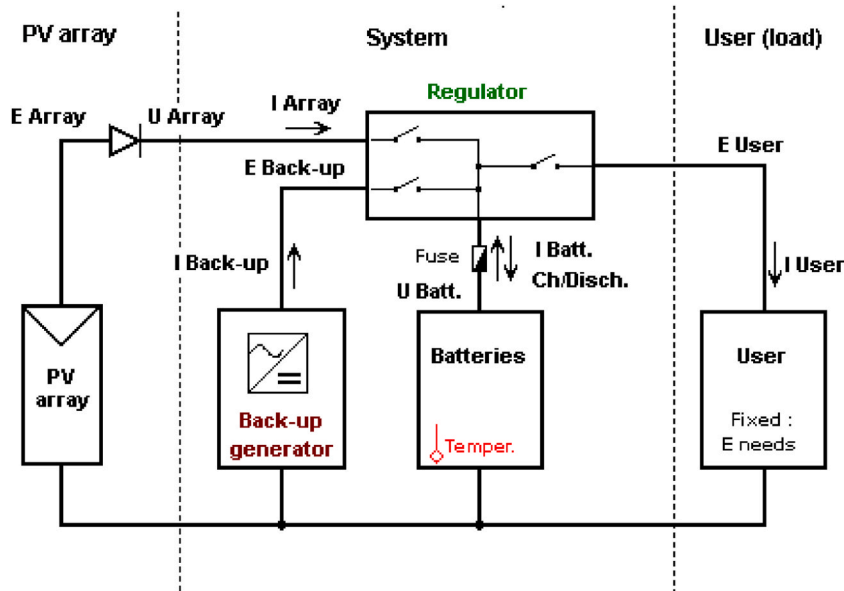 PV array
System
User (load)
E Array
U Array
I Array
Regulator
E Back-up
E User
I Back-up
Fuse
I Batt.
Ch/Disch.
U Batt.
I User
PV
array
Back-up
generator
Batteries
Temper.
User
Fixed :
E needs